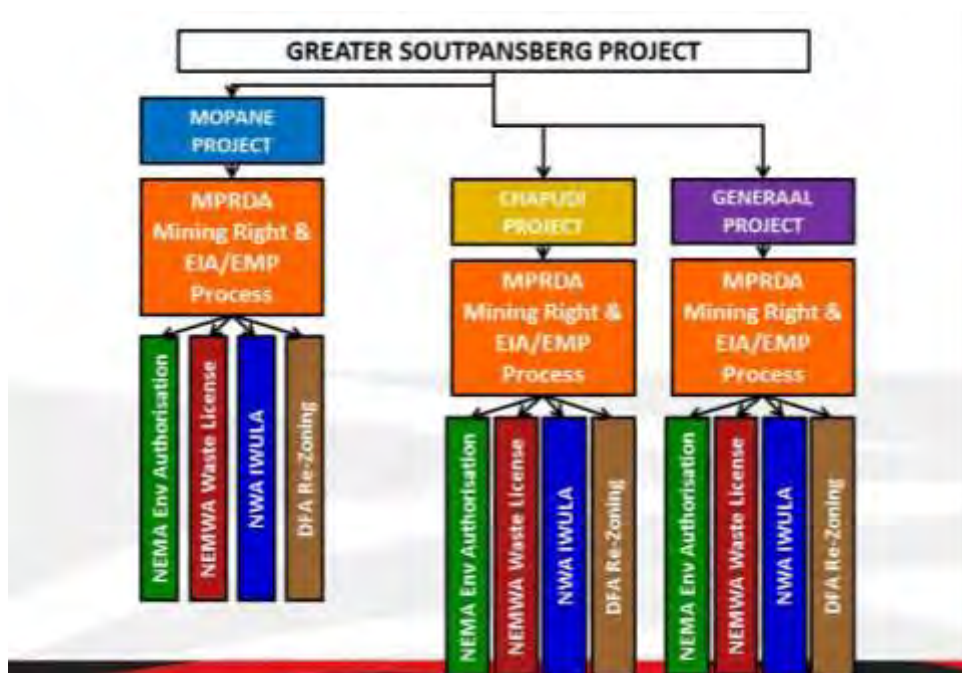 GREATER SOUTPANSBERG PROJECT
MOPANE
PROJECT
MPRDA
Mining Right &
EIA/EMP
Process
NEMA Env Authorisation
NEMWA Waste License
NWA IWULA
DFA Re-Zoning
CHAPUDI
PROJECT
MPRDA
Mining Right &
EIA/EMP
Process
NEMA Env Authorisation
NEMWA Waste License
NWA IWULA
DFA Re-Zoning
GENERAAL
PROJECT
MPRDA
Mining Right &
EIA/EMP
Process
NEMA Env Authorisation
NEMWA Waste License
NWA IWULA
DFA Re-Zoning